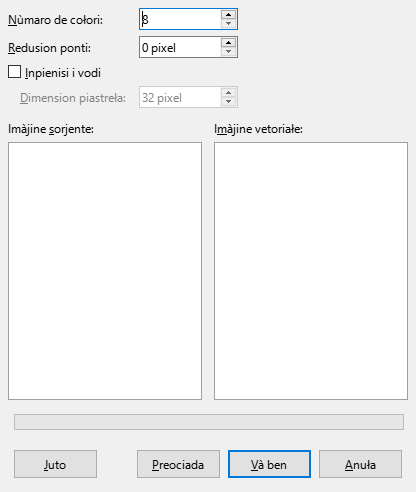 Nùmaro de cołori: 8
Redusion ponti: 0 pixel
Inpienisi i vodi
Dimension piastreła: 32 pixel
Imàjine sorjente: Imàjine vetoriałe:
Juto Preociada Và ben Anuła